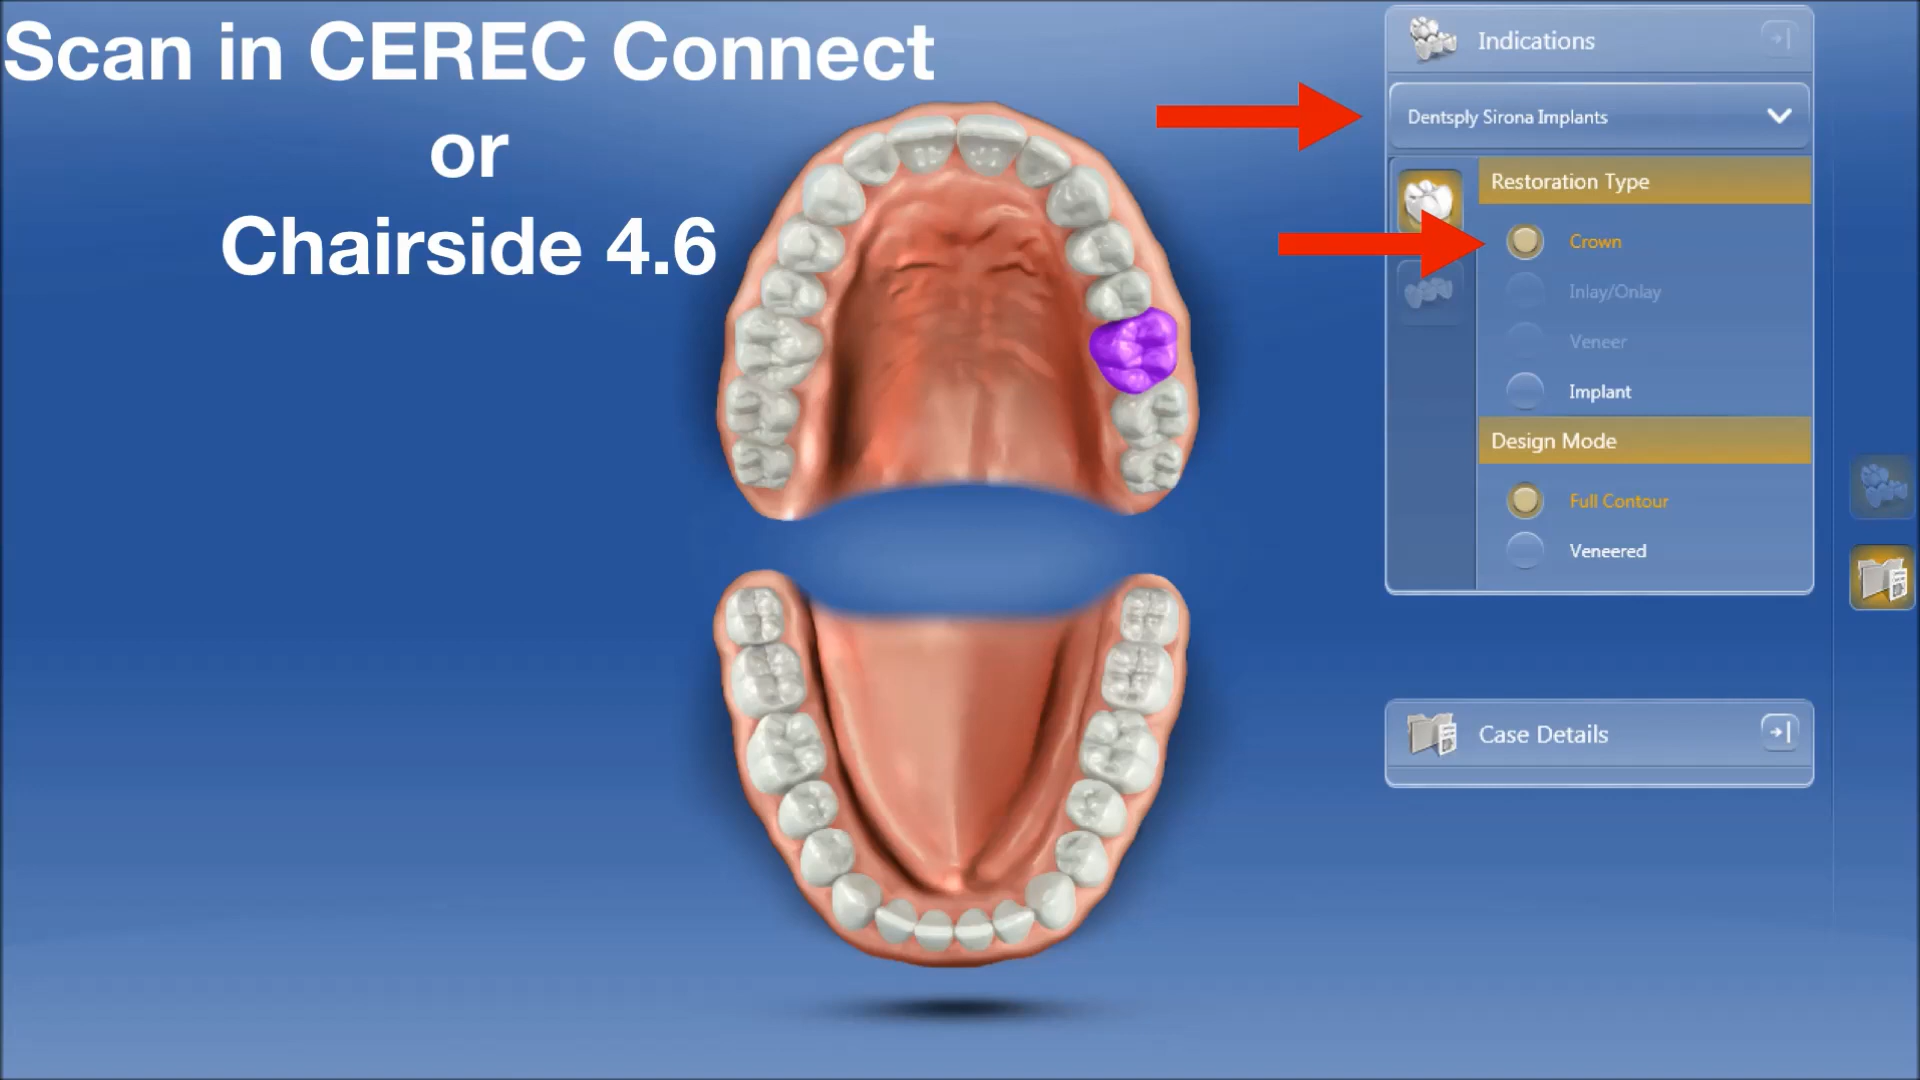 Scan in CEREC Connect
or
Chairside 4.6
Indications
Dentsply Sirona Implants
Restoration Type
Crown
Inlay/Onlay
Veneer
Implant
Design Mode
Full Contour
Veneered
Case Details